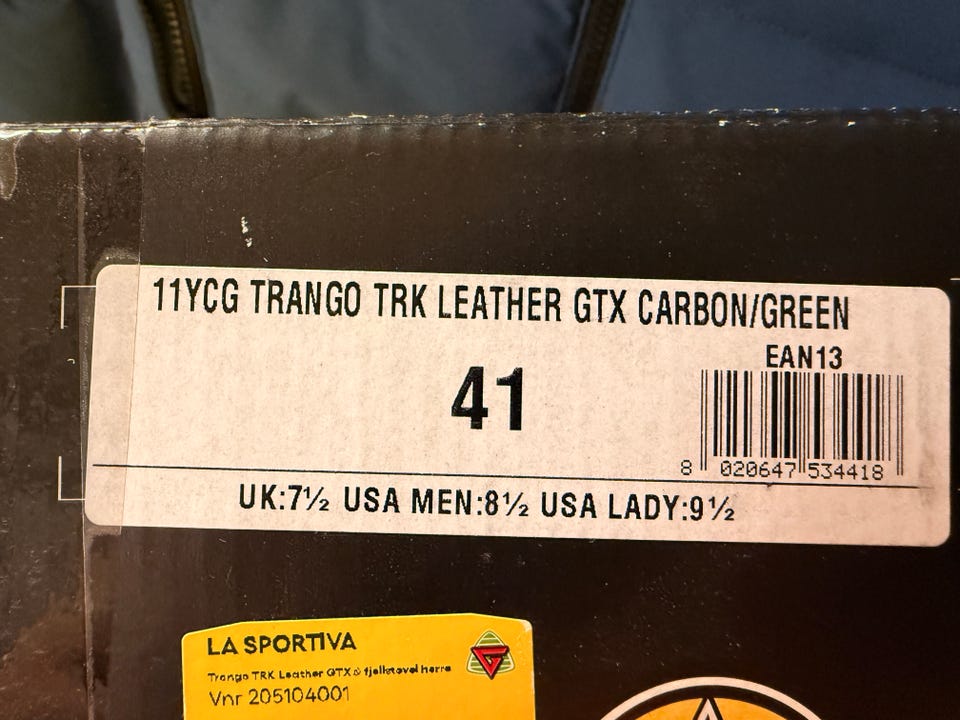 11YCG TRANGO TRK LEATHER GTX CARBON/GREEN
EAN13
41
8 020647 534418
UK:7½ USA MEN:8½ USA LADY:9½
LA SPORTIVA
Trango TRK Leather GTX fjellstøvel herre
Vnr 205104001